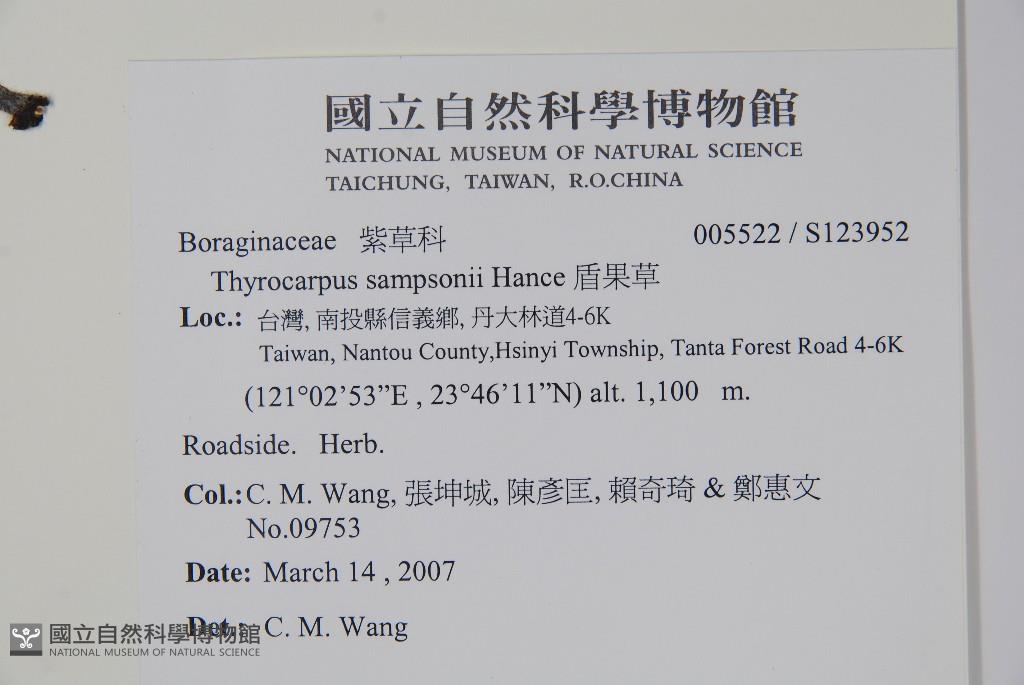 國立自然科學博物館
NATIONAL MUSEUM OF NATURAL SCIENCE
TAICHUNG, TAIWAN, R.O.CHINA
Boraginaceae 紫草科 005522 / S123952
Thyrocarpus sampsonii Hance 盾果草
Loc.: 台灣, 南投縣信義鄉, 丹大林道4-6K
Taiwan, Nantou County,Hsinyi Township, Tanta Forest Road 4-6K
(121°02’53”E , 23°46’11”N) alt. 1,100 m.
Roadside. Herb.
Col.:C. M. Wang, 張坤城, 陳彥匡, 賴奇琦 & 鄭惠文
No.09753
Date: March 14 , 2007
Det.: C. M. Wang
國立自然科學博物館
NATIONAL MUSEUM OF NATURAL SCIENCE